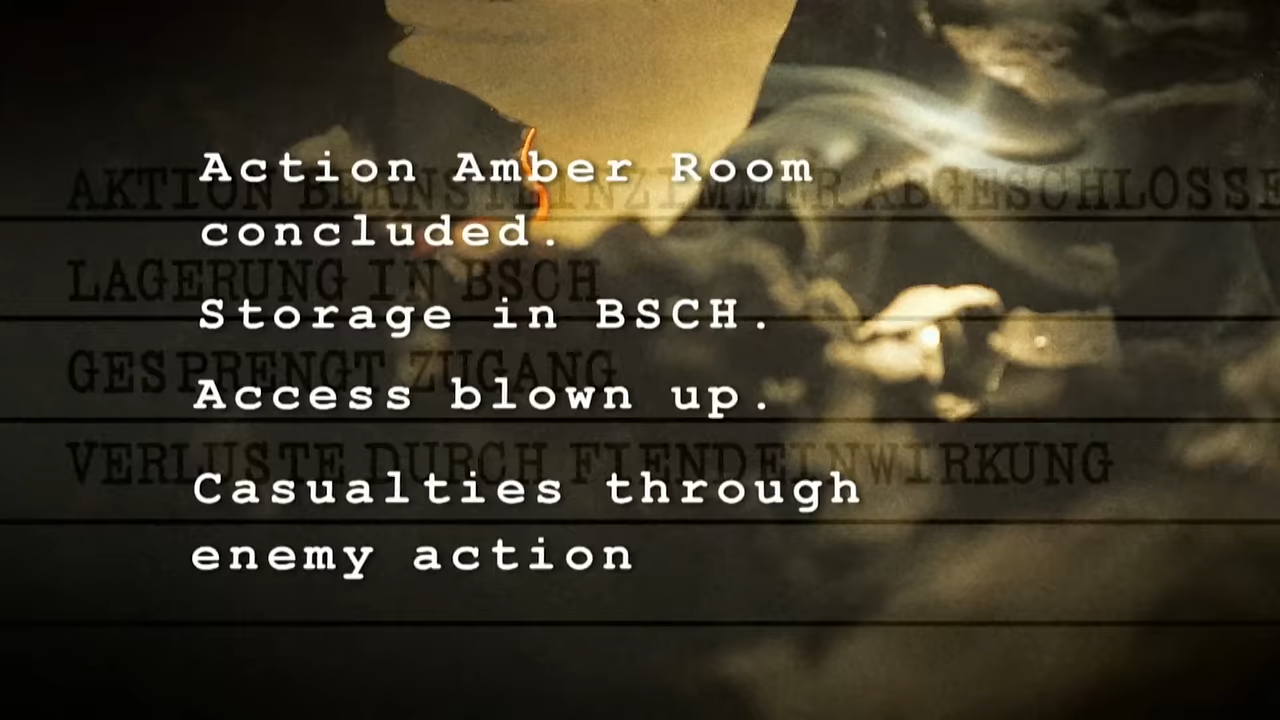 AKTION BERNSTEINZIMMER ABGESCHLOSSE
Action Amber Room
concluded.
LAGERUNG IN BSCH
Storage in BSCH.
GESPRENGT ZUGANG
Access blown up.
VERLUSTE DURCH FIENDEINWIRKUNG
Casualties through
enemy action